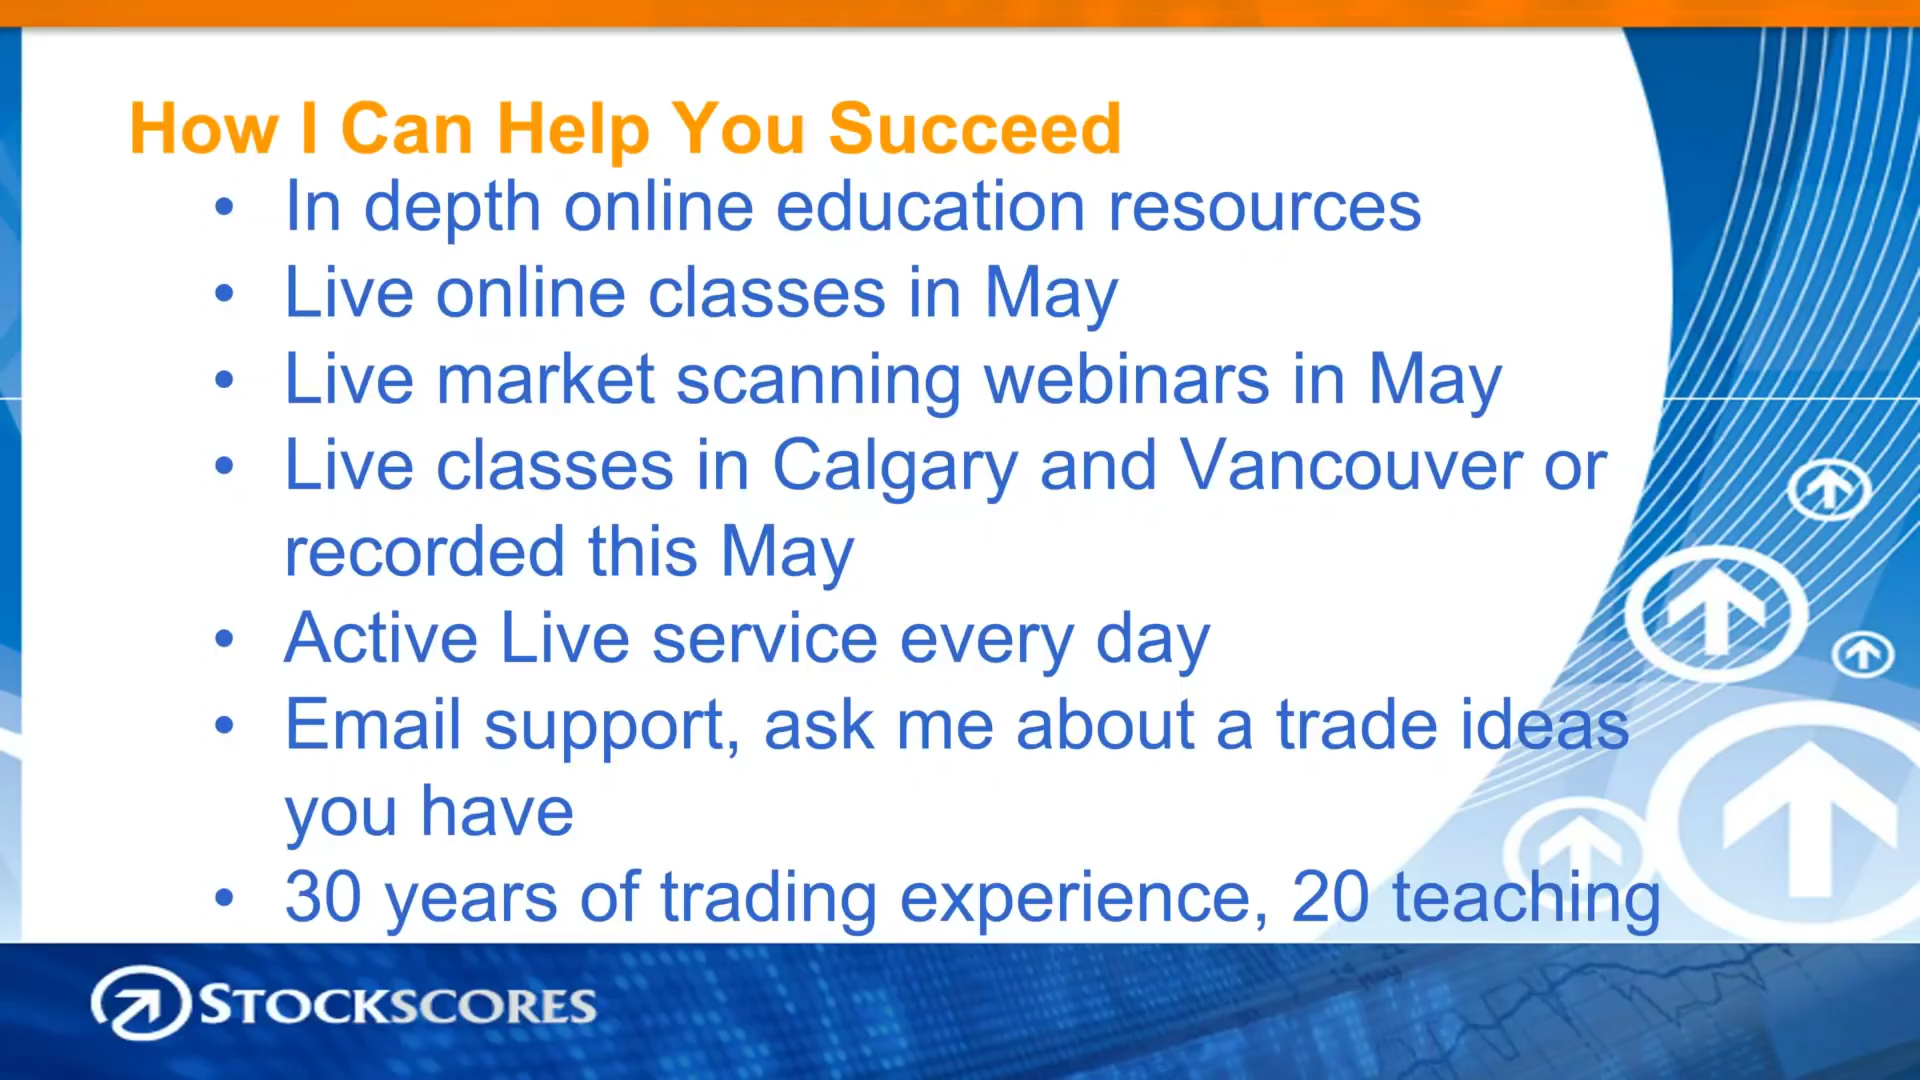 How I Can Help You Succeed
• In depth online education resources
• Live online classes in May
• Live market scanning webinars in May
• Live classes in Calgary and Vancouver or
recorded this May
• Active Live service every day
• Email support, ask me about a trade ideas
you have
• 30 years of trading experience, 20 teaching
STOCKSCORES